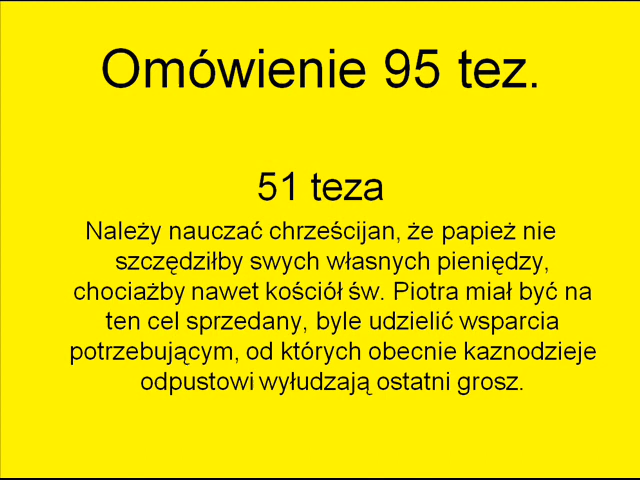 Omówienie 95 tez.
51 teza
Należy nauczać chrześcijan, że papież nie
szczędziłby swych własnych pieniędzy,
chociażby nawet kościół św. Piotra miał być na
ten cel sprzedany, byle udzielić wsparcia
potrzebującym, od których obecnie kaznodzieje
odpustowi wyłudzają ostatni grosz.